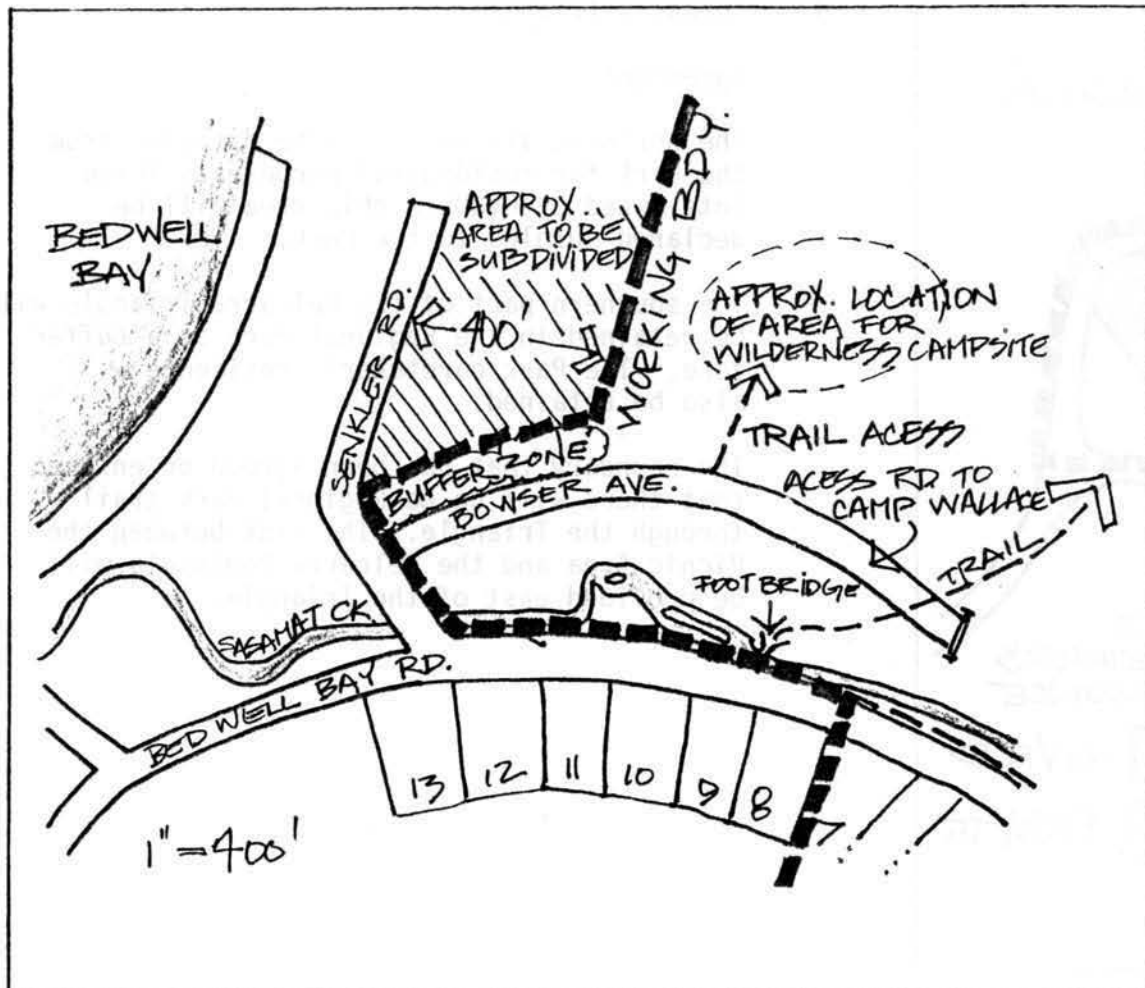 BEDWELL
BAY
APPROX.
AREA TO BE
SUBDIVIDED
400
SENKLER RD.
WORKING BDY.
APPROX. LOCATION
OF AREA FOR
WILDERNESS CAMPSITE
TRAIL ACESS
ACESS RD. TO
CAMP WALLACE
BUFFER ZONE
BOWSER AVE.
FOOTBRIDGE
TRAIL
SASAMAT CK.
BEDWELL BAY RD.
13 12 11 10 9 8 7
1" = 400'